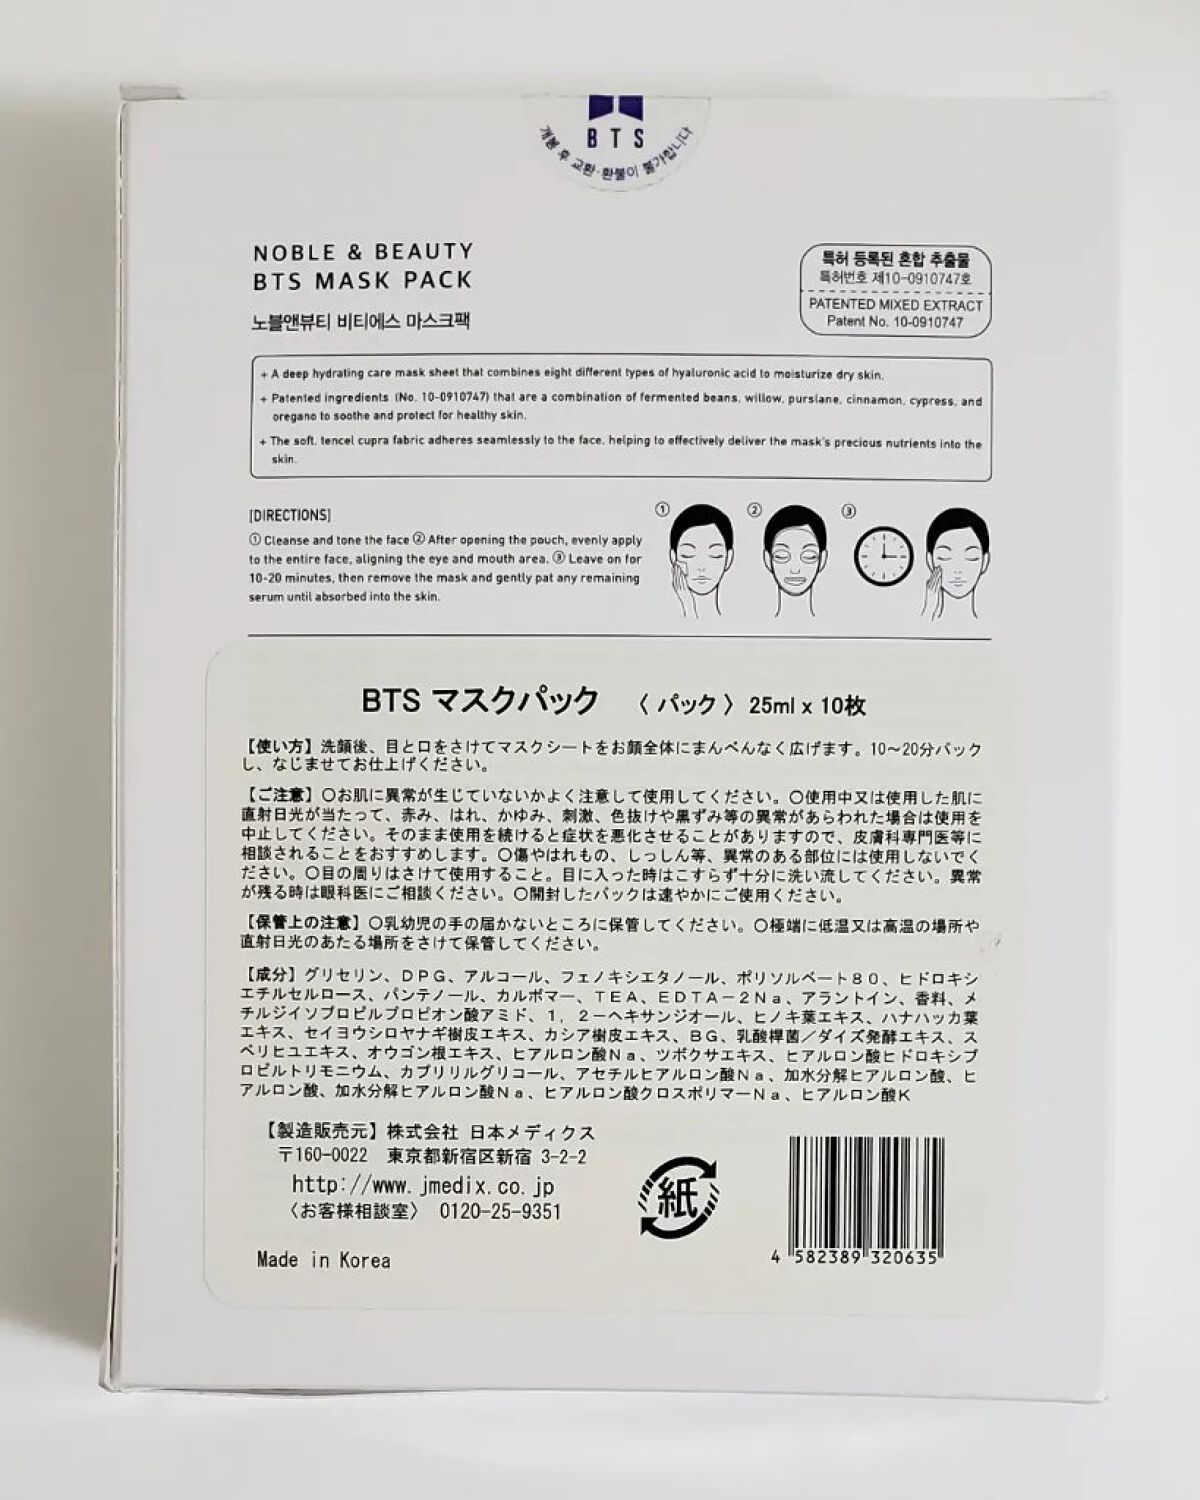 BTS
개봉 후 교환·환불이 불가합니다
NOBLE & BEAUTY
BTS MASK PACK
노블앤뷰티 비티에스 마스크팩
특허 등록된 혼합 추출물
특허번호 제10-0910747호
PATENTED MIXED EXTRACT
Patent No. 10-0910747
+ A deep hydrating care mask sheet that combines eight different types of hyaluronic acid to moisturize dry skin.
+ Patented ingredients (No. 10-0910747) that are a combination of fermented beans, willow, purslane, cinnamon, cypress, and
oregano to soothe and protect for healthy skin.
+ The soft, tencel cupra fabric adheres seamlessly to the face, helping to effectively deliver the mask's precious nutrients into the
skin.
[DIRECTIONS]
① Cleanse and tone the face ② After opening the pouch, evenly apply
to the entire face, aligning the eye and mouth area. ③ Leave on for
10-20 minutes, then remove the mask and gently pat any remaining
serum until absorbed into the skin.
① ② ③
BTS マスクパック 〈 パック 〉 25ml x 10枚
【使い方】洗顔後、目と口をさけてマスクシートをお顔全体にまんべんなく広げます。10〜20分パック
し、なじませてお仕上げください。
【ご注意】○お肌に異常が生じていないかよく注意して使用してください。○使用中又は使用した肌に
直射日光が当たって、赤み、はれ、かゆみ、刺激、色抜けや黒ずみ等の異常があらわれた場合は使用を
中止してください。そのまま使用を続けると症状を悪化させることがありますので、皮膚科専門医等に
相談されることをおすすめします。○傷やはれもの、しっしん等、異常のある部位には使用しないでく
ださい。○目の周りはさけて使用すること。目に入った時はこすらず十分に洗い流してください。異常
が残る時は眼科医にご相談ください。○開封したパックは速やかにご使用ください。
【保管上の注意】○乳幼児の手の届かないところに保管してください。○極端に低温又は高温の場所や
直射日光のあたる場所をさけて保管してください。
【成分】グリセリン、DPG、アルコール、フェノキシエタノール、ポリソルベート80、ヒドロキシ
エチルセルロース、パンテノール、カルボマー、TEA、EDTA－2Na、アラントイン、香料、メ
チルジイソプロピルプロピオン酸アミド、1，2－ヘキサンジオール、ヒノキ葉エキス、ハナハッカ葉
エキス、セイヨウシロヤナギ樹皮エキス、カシア樹皮エキス、BG、乳酸桿菌／ダイズ発酵エキス、ス
ベリヒユエキス、オウゴン根エキス、ヒアルロン酸Na、ツボクサエキス、ヒアルロン酸ヒドロキシプ
ロピルトリモニウム、カプリリルグリコール、アセチルヒアルロン酸Na、加水分解ヒアルロン酸、ヒ
アルロン酸、加水分解ヒアルロン酸Na、ヒアルロン酸クロスポリマーNa、ヒアルロン酸K
【製造販売元】株式会社 日本メディクス
〒160-0022 東京都新宿区新宿 3-2-2
http://www.jmedix.co.jp
〈お客様相談室〉 0120-25-9351
Made in Korea
紙
4 582389 320635